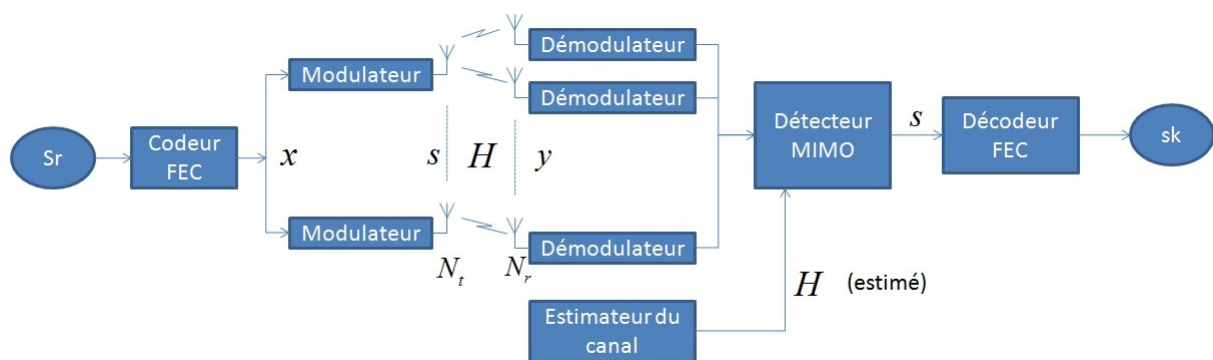 Sr
Codeur
FEC
x
Modulateur
Modulateur
s
H
y
N_t
N_r
Démodulateur
Démodulateur
Démodulateur
Estimateur du
canal
Détecteur
MIMO
H (estimé)
s
Décodeur
FEC
sk